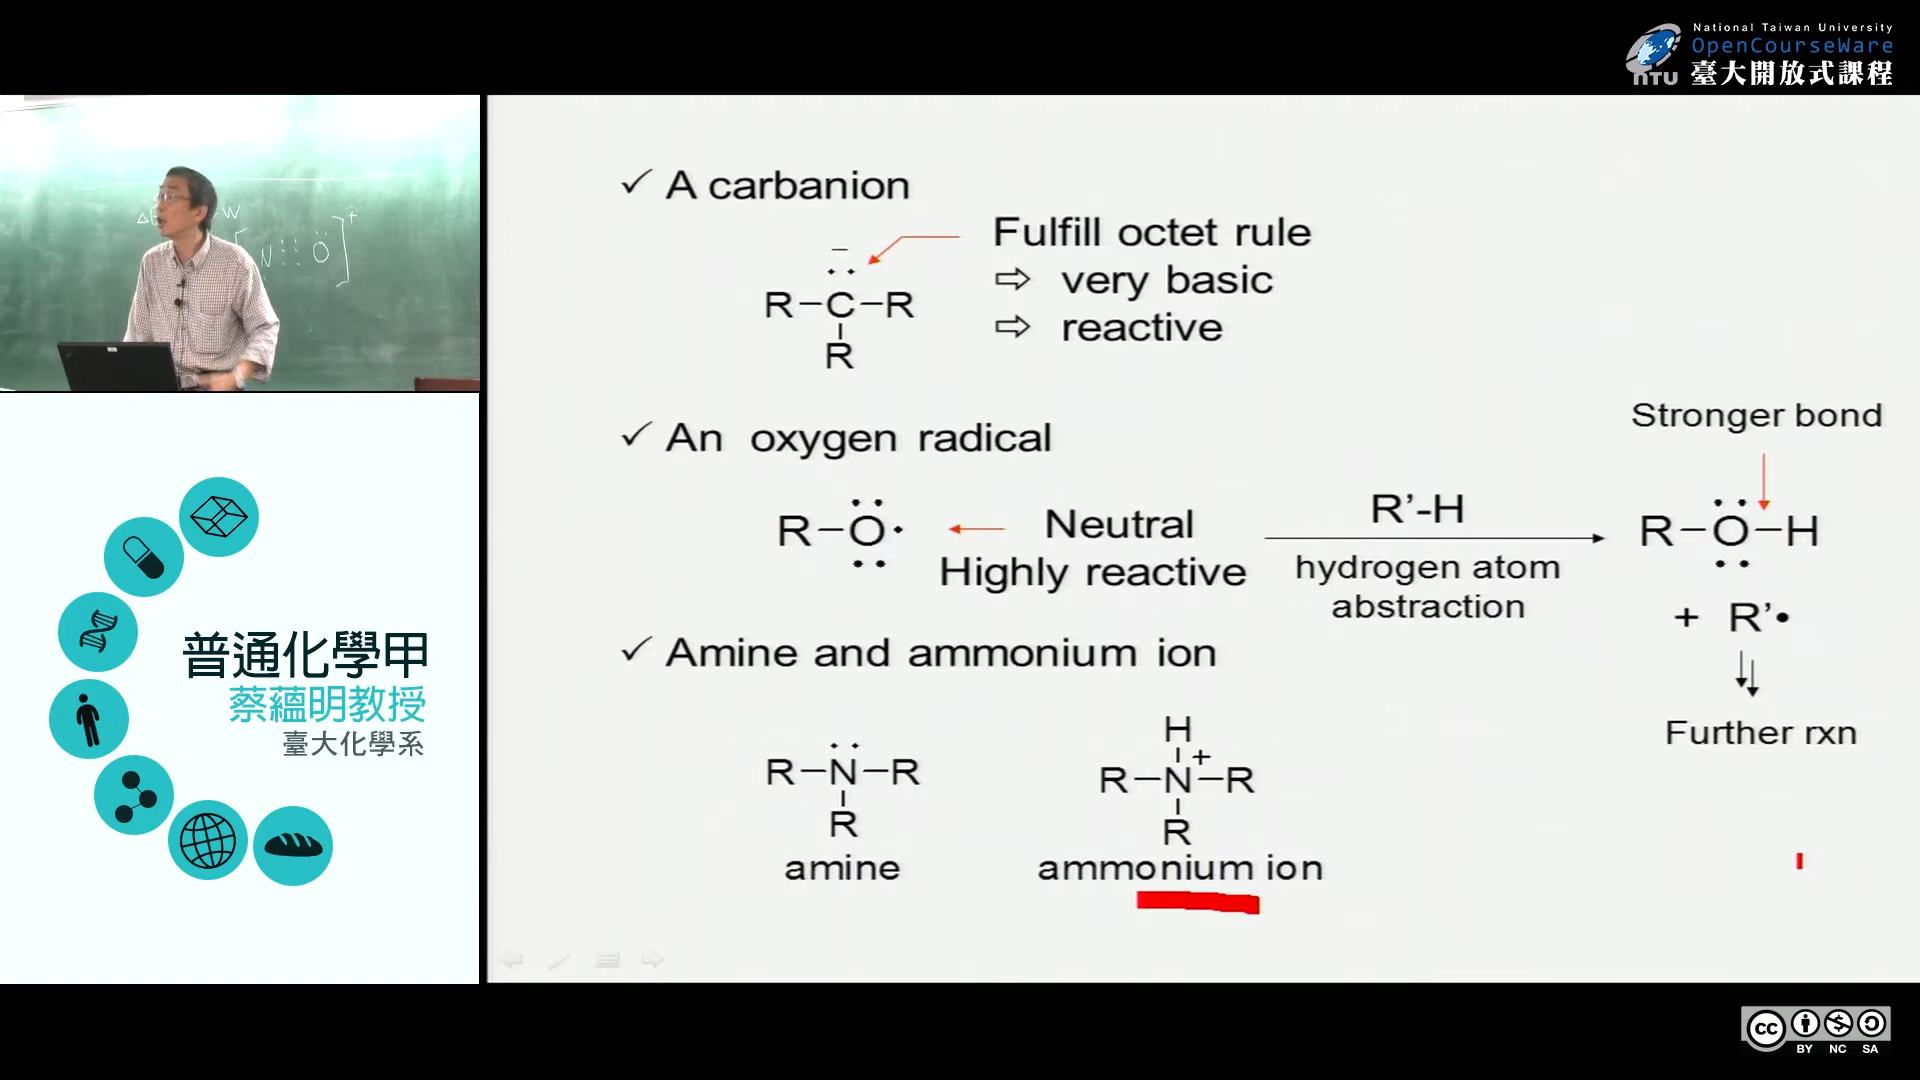 National Taiwan University
OpenCourseWare
臺大開放式課程
NTU
✓ A carbanion
Fulfill octet rule
⇨ very basic
⇨ reactive
R–C–R
R
✓ An oxygen radical
R–O·
Neutral
Highly reactive
R’-H
hydrogen atom
abstraction
Stronger bond
R–O–H
+ R’•
Further rxn
✓ Amine and ammonium ion
R–N–R
R
amine
H
+
R–N–R
R
ammonium ion
普通化學甲
蔡蘊明教授
臺大化學系
W
N
O
+
cc
BY NC SA